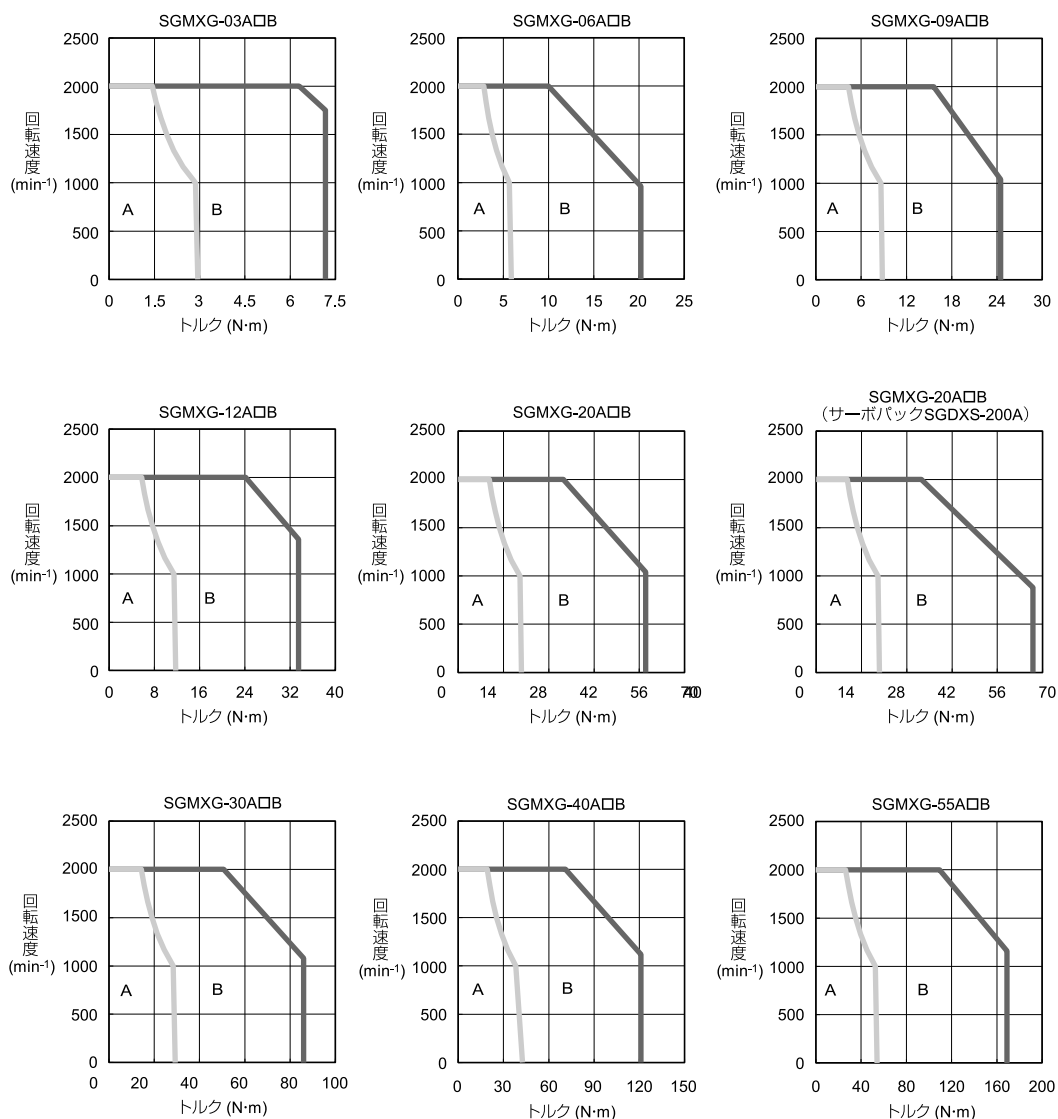 SGMXG-03A□B
2500
2000
1500
1000
500
0
回転速度
(min-1)
A
B
0 1.5 3 4.5 6 7.5
トルク (N·m)
SGMXG-06A□B
2500
2000
1500
1000
500
0
回転速度
(min-1)
A
B
0 5 10 15 20 25
トルク (N·m)
SGMXG-09A□B
2500
2000
1500
1000
500
0
回転速度
(min-1)
A
B
0 6 12 18 24 30
トルク (N·m)
SGMXG-12A□B
2500
2000
1500
1000
500
0
回転速度
(min-1)
A
B
0 8 16 24 32 40
トルク (N·m)
SGMXG-20A□B
2500
2000
1500
1000
500
0
回転速度
(min-1)
A
B
0 14 28 42 56 70
トルク (N·m)
SGMXG-20A□B
（サーボパックSGDXS-200A）
2500
2000
1500
1000
500
0
回転速度
(min-1)
A
B
0 14 28 42 56 70
トルク (N·m)
SGMXG-30A□B
2500
2000
1500
1000
500
0
回転速度
(min-1)
A
B
0 20 40 60 80 100
トルク (N·m)
SGMXG-40A□B
2500
2000
1500
1000
500
0
回転速度
(min-1)
A
B
0 30 60 90 120 150
トルク (N·m)
SGMXG-55A□B
2500
2000
1500
1000
500
0
回転速度
(min-1)
A
B
0 40 80 120 160 200
トルク (N·m)